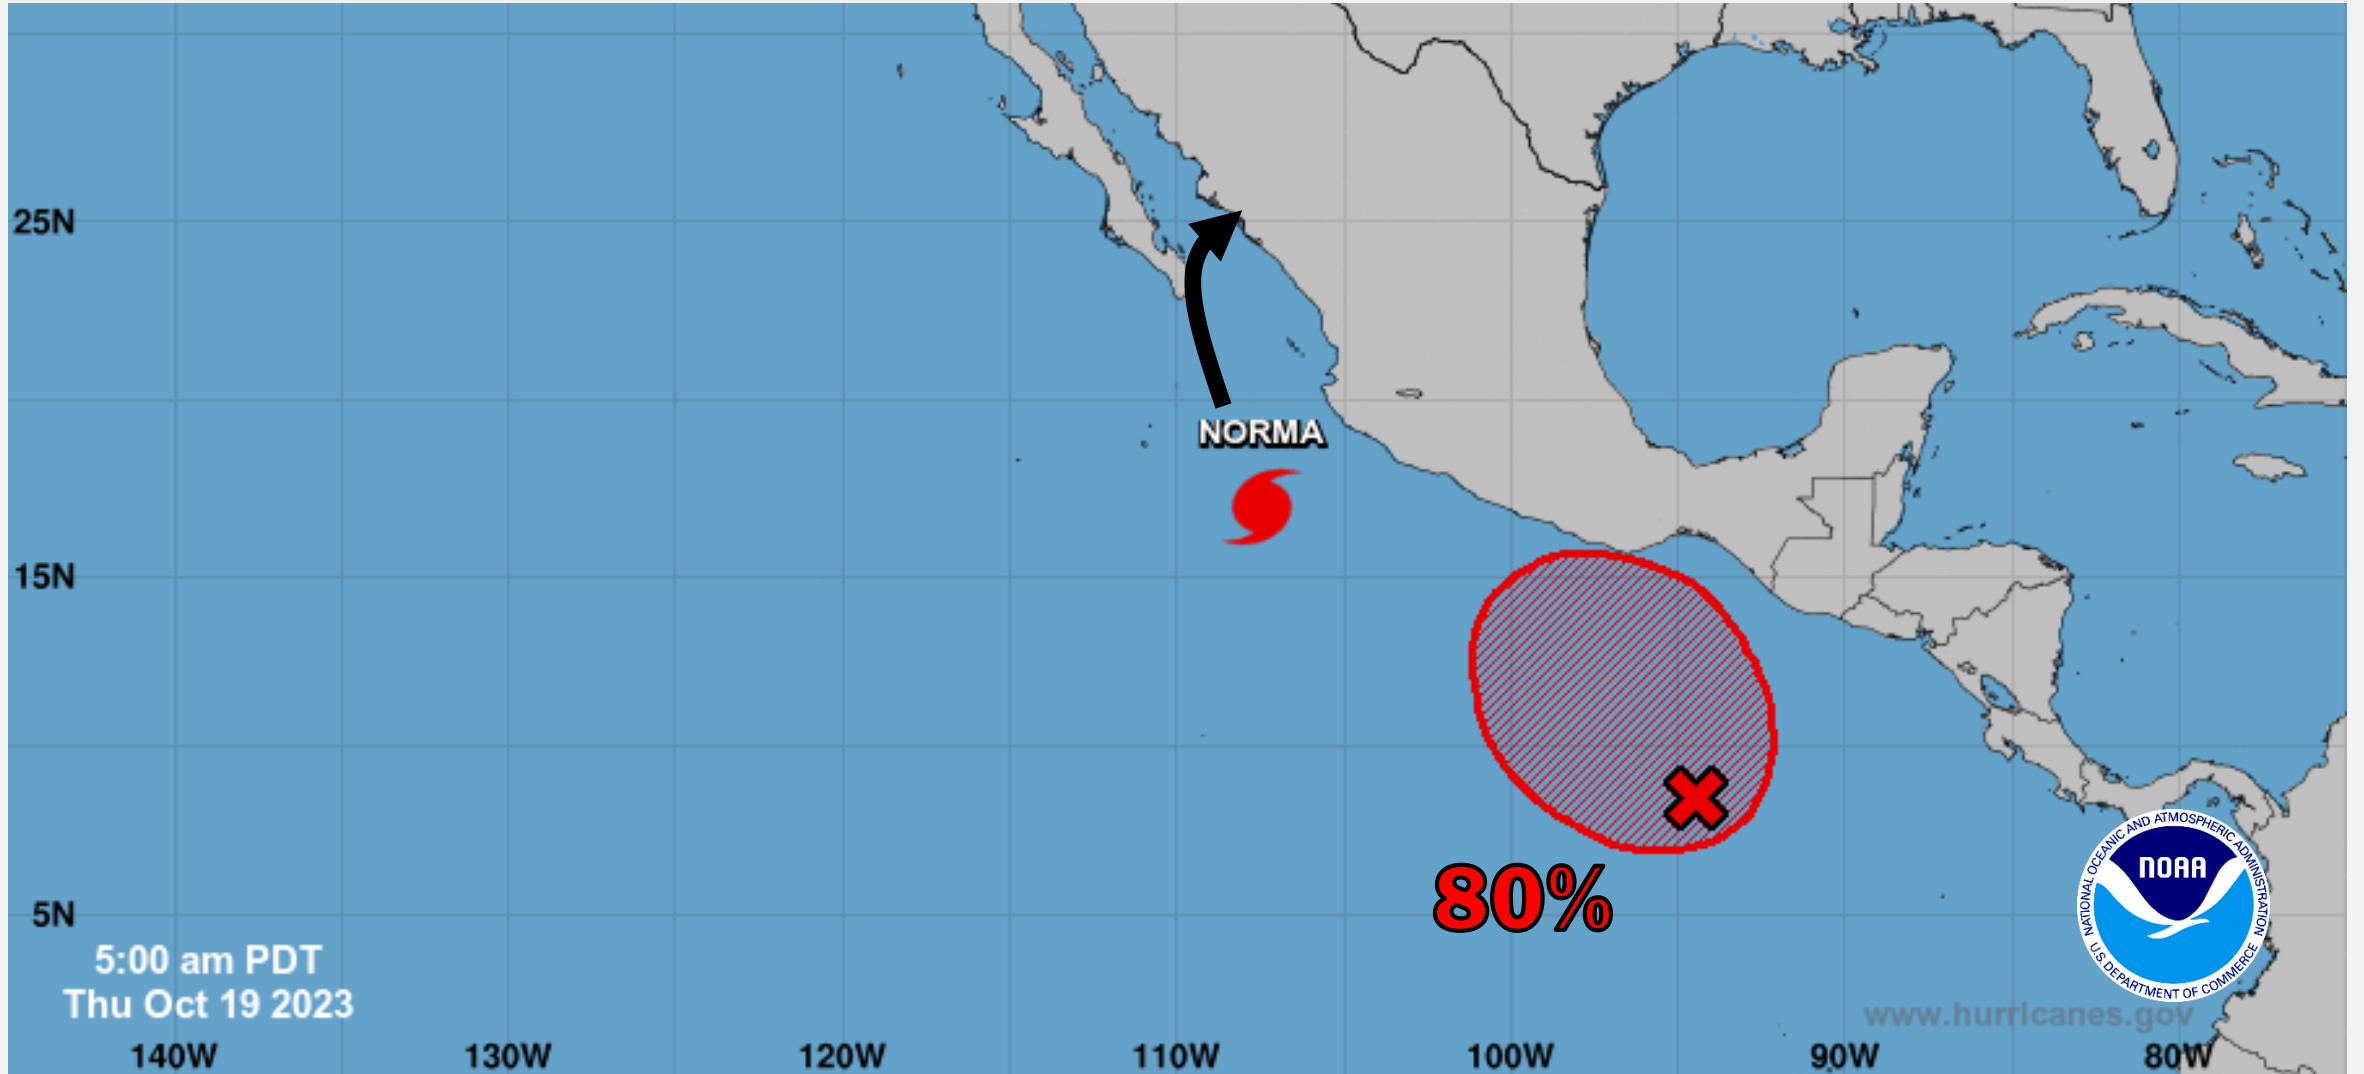 25N
NORMA
15N
80%
5N
5:00 am PDT
Thu Oct 19 2023
NATIONAL OCEANIC AND ATMOSPHERIC ADMINISTRATION
NOAA
U.S. DEPARTMENT OF COMMERCE
www.hurricanes.gov
140W 130W 120W 110W 100W 90W 80W